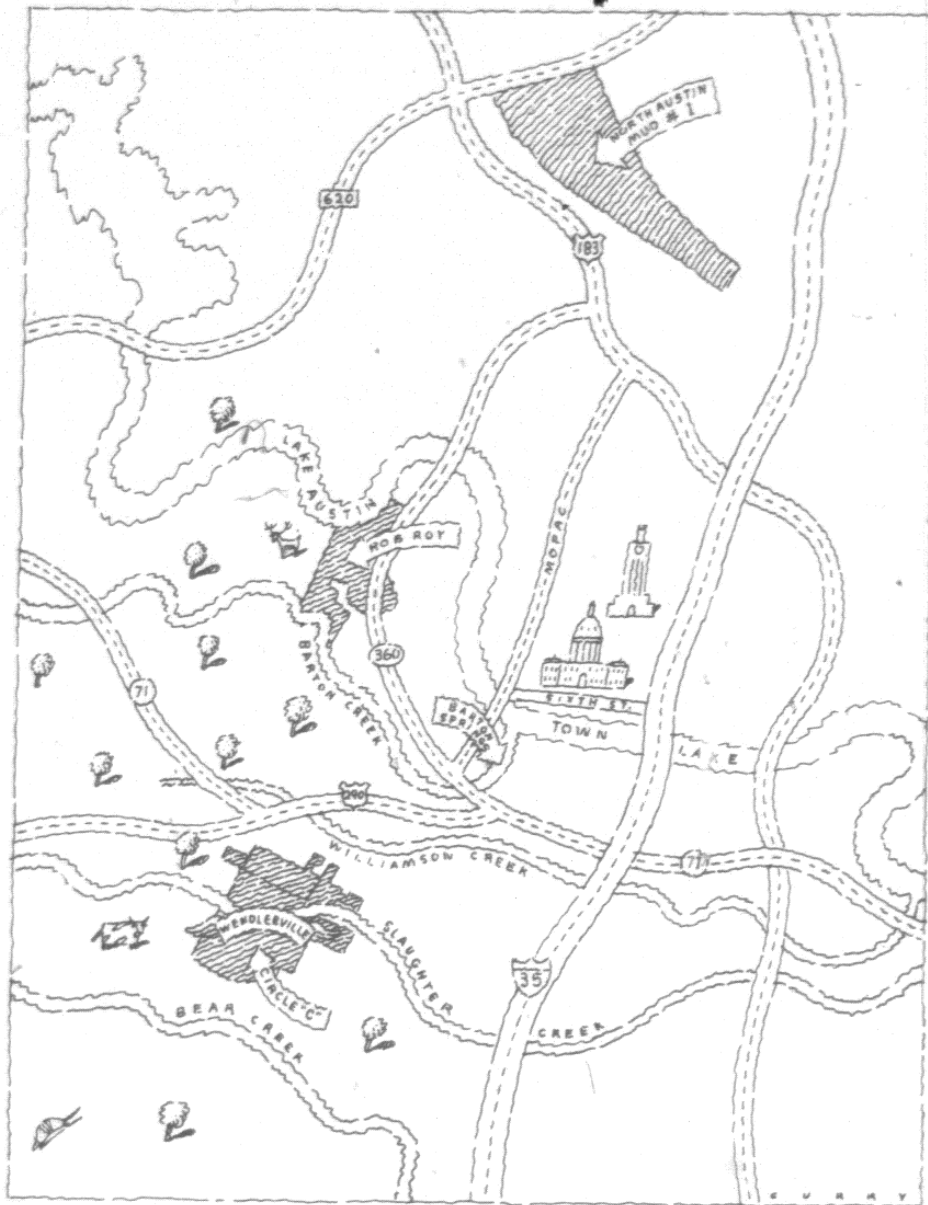 NORTH AUSTIN
MUD # 1
620
183
LAKE AUSTIN
ROB ROY
MOPAC
360
BARTON CREEK
71
BARTON
SPRINGS
SIXTH ST.
TOWN LAKE
290
WILLIAMSON CREEK
71
WENDLERVILLE
SLAUGHTER CREEK
CIRCLE "C"
35
BEAR CREEK
CURRY